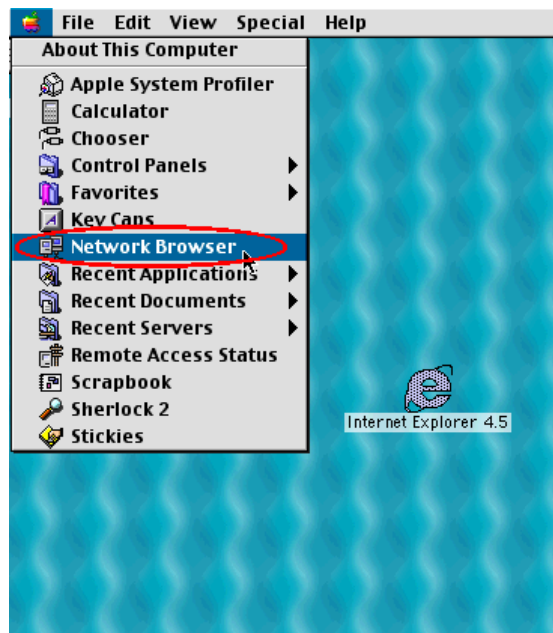 File Edit View Special Help
About This Computer
Apple System Profiler
Calculator
Chooser
Control Panels
Favorites
Key Caps
Network Browser
Recent Applications
Recent Documents
Recent Servers
Remote Access Status
Scrapbook
Sherlock 2
Stickies
Internet Explorer 4.5